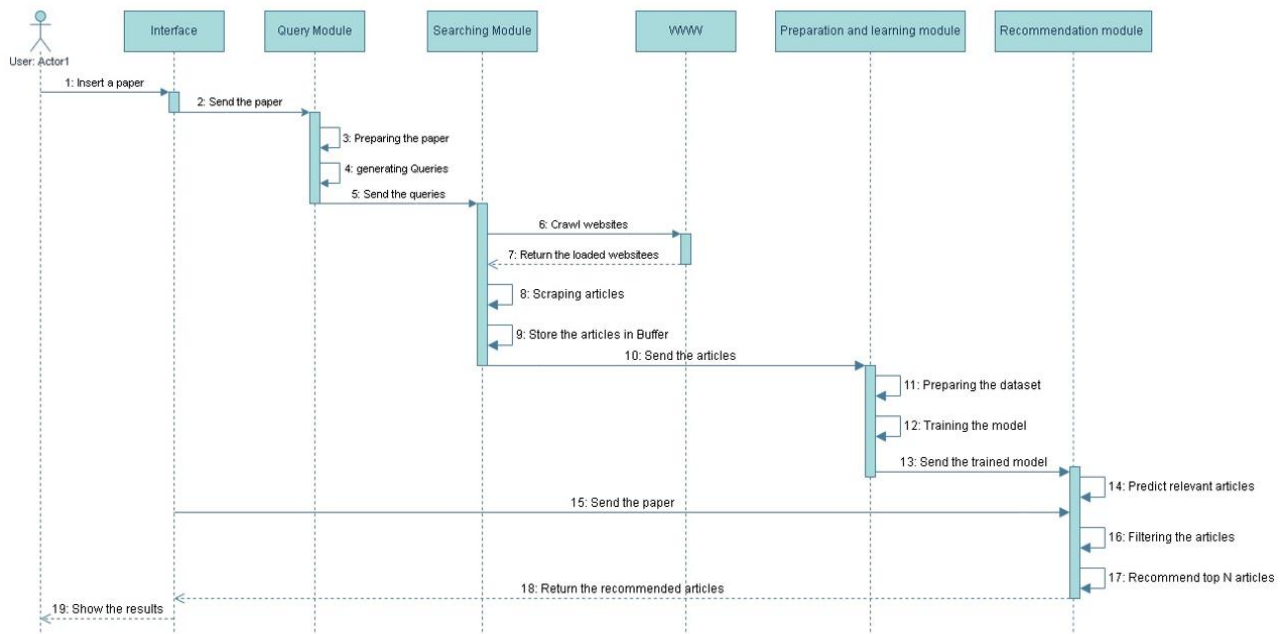 Interface
Query Module
Searching Module
WWW
Preparation and learning module
Recommendation module
User: Actor1
1: Insert a paper
2: Send the paper
3: Preparing the paper
4: generating Queries
5: Send the queries
6: Crawl websites
7: Return the loaded websitees
8: Scraping articles
9: Store the articles in Buffer
10: Send the articles
11: Preparing the dataset
12: Training the model
13: Send the trained model
14: Predict relevant articles
15: Send the paper
16: Filtering the articles
17: Recommend top N articles
18: Return the recommended articles
19: Show the results